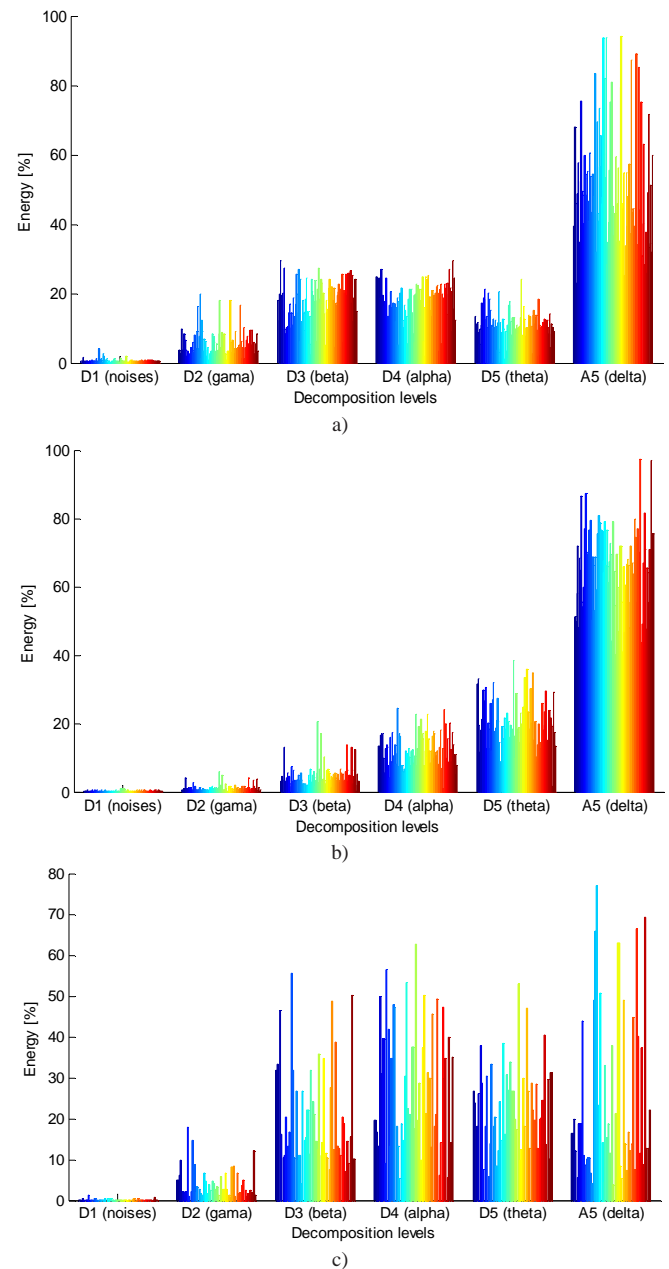 100
80
60
40
20
0
Energy [%]
D1 (noises) D2 (gama) D3 (beta) D4 (alpha) D5 (theta) A5 (delta)
Decomposition levels
a)
100
80
60
40
20
0
Energy [%]
D1 (noises) D2 (gama) D3 (beta) D4 (alpha) D5 (theta) A5 (delta)
Decomposition levels
b)
80
70
60
50
40
30
20
10
0
Energy [%]
D1 (noises) D2 (gama) D3 (beta) D4 (alpha) D5 (theta) A5 (delta)
Decomposition levels
c)